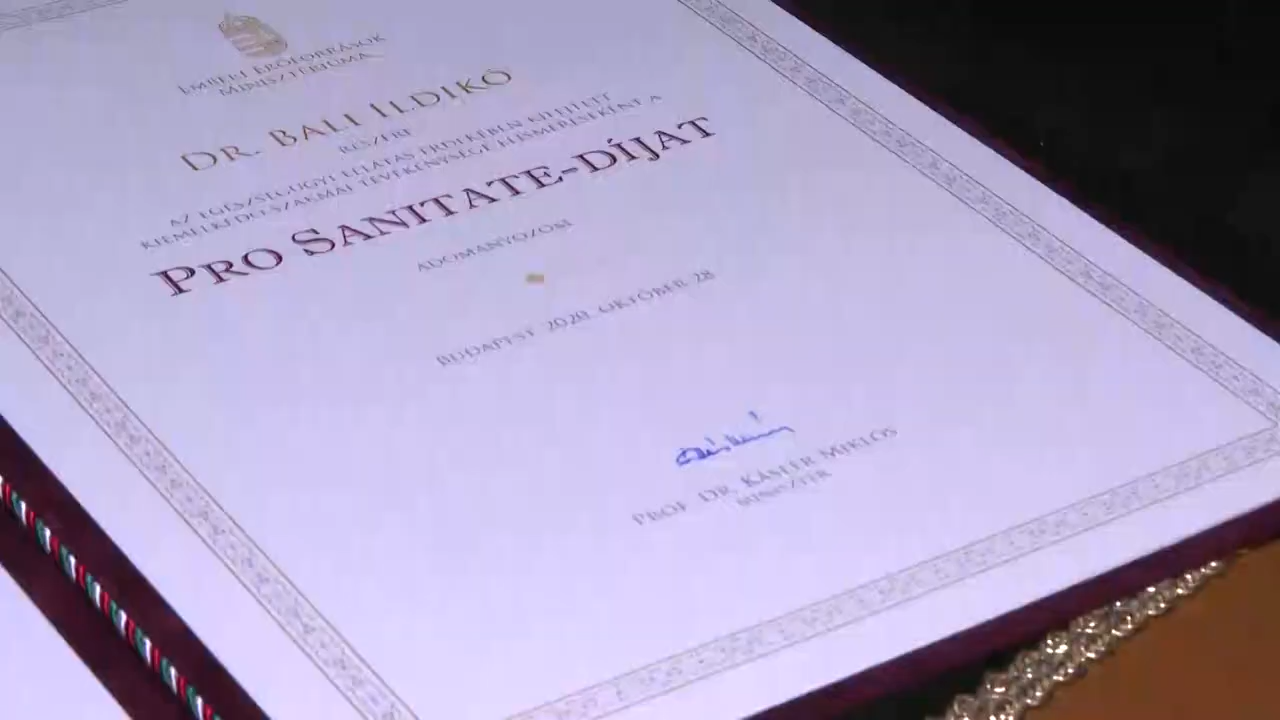 Emberi Erőforrások
Minisztériuma
Dr. Bali Ildikó
részére
az egészségügyi ellátás érdekében kifejtett
kiemelkedő szakmai tevékenysége elismeréseként a
Pro Sanitate-díjat
adományozom
Budapest, 2020. október 28
Prof. Dr. Kásler Miklós
miniszter